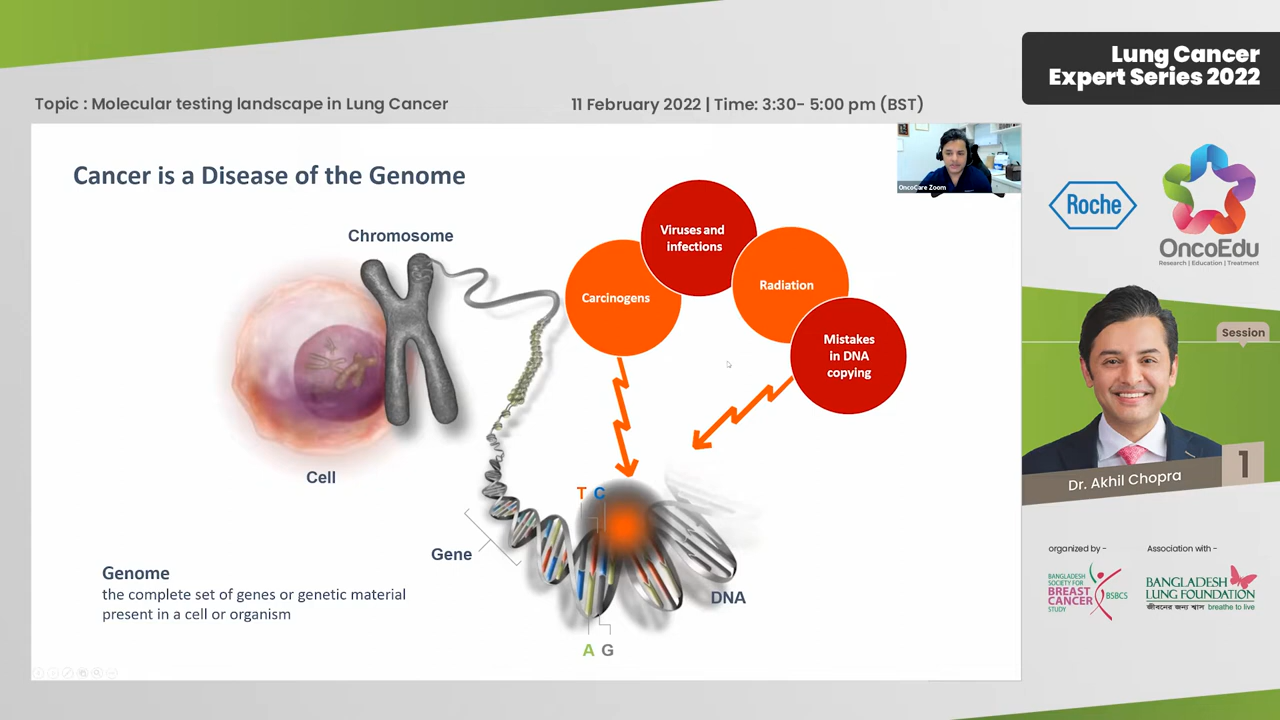 Lung Cancer
Expert Series 2022
Topic : Molecular testing landscape in Lung Cancer
11 February 2022 | Time: 3:30- 5:00 pm (BST)
Cancer is a Disease of the Genome
OncoCare Zoom
Chromosome
Cell
Viruses and
infections
Carcinogens
Radiation
Mistakes
in DNA
copying
T C
Gene
DNA
A G
Genome
the complete set of genes or genetic material
present in a cell or organism
Roche
OncoEdu
Research | Education | Treatment
Session
1
Dr. Akhil Chopra
organized by -
Association with -
BANGLADESH
SOCIETY FOR
BREAST
CANCER
STUDY
BSBCS
BANGLADESH
LUNG FOUNDATION
জীবনের জন্য শ্বাস breathe to live